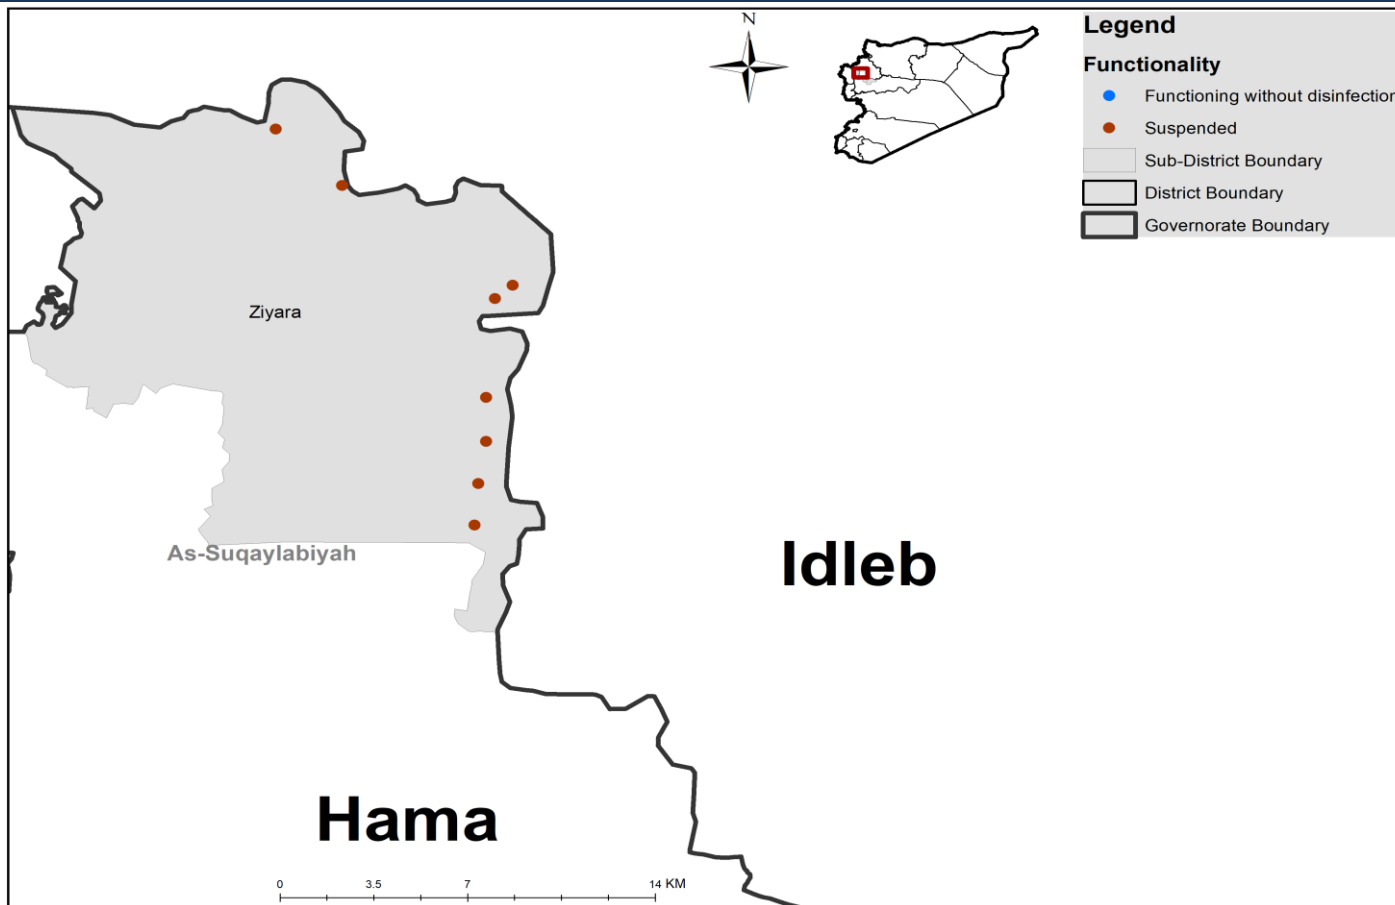 N
Legend
Functionality
Functioning without disinfection
Suspended
Sub-District Boundary
District Boundary
Governorate Boundary
Ziyara
As-Suqaylabiyah
Idleb
Hama
0 3.5 7 14 KM